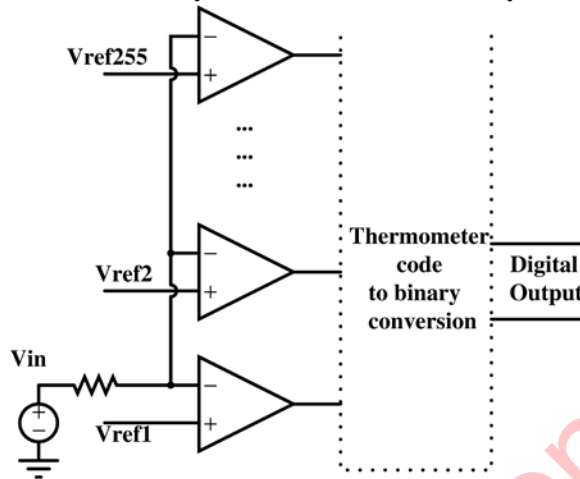 Vref255
−
+
...
...
...
Thermometer
code
to binary
conversion
Digital
Output
Vref2
−
+
Vin
+
−
−
+
Vref1